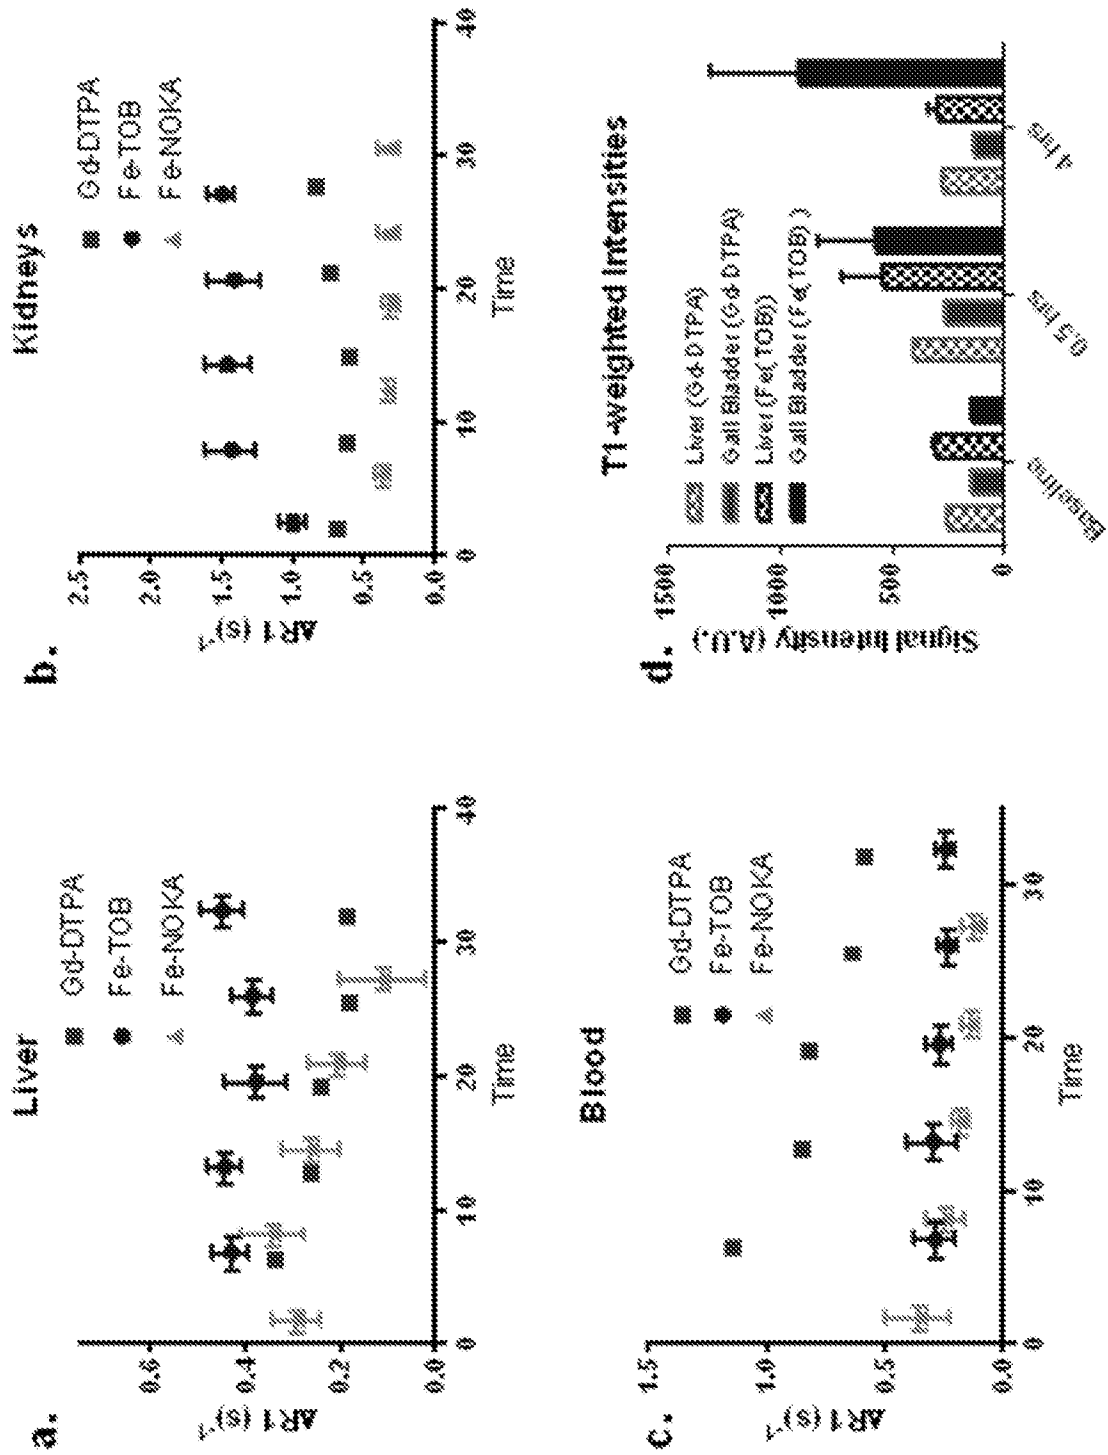 a.
Liver
ΔR1 (s)⁻¹
0.6
0.4
0.2
0.0
0
10
20
30
40
Time
Gd-DTPA
Fe-TOB
Fe-NOKA
b.
Kidneys
ΔR1 (s)⁻¹
2.5
2.0
1.5
1.0
0.5
0.0
0
10
20
30
40
Time
Gd-DTPA
Fe-TOB
Fe-NOKA
c.
Blood
ΔR1 (s)⁻¹
1.5
1.0
0.5
0.0
0
10
20
30
Time
Gd-DTPA
Fe-TOB
Fe-NOKA
d.
T1-weighted Intensities
Signal Intensity (A.U.)
1500
1000
500
0
Liver (Gd-DTPA)
Gall Bladder (Gd-DTPA)
Liver (Fe(TOB))
Gall Bladder (Fe(TOB) )
Baseline
0.5 hrs
4 hrs